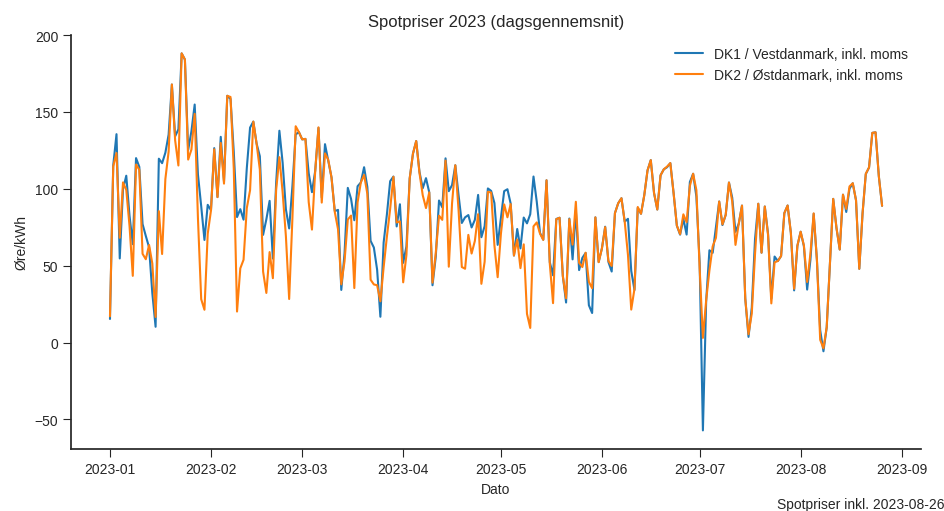 Spotpriser 2023 (dagsgennemsnit)
DK1 / Vestdanmark, inkl. moms
DK2 / Østdanmark, inkl. moms
Øre/kWh
200
150
100
50
0
−50
2023-01 2023-02 2023-03 2023-04 2023-05 2023-06 2023-07 2023-08 2023-09
Dato
Spotpriser inkl. 2023-08-26